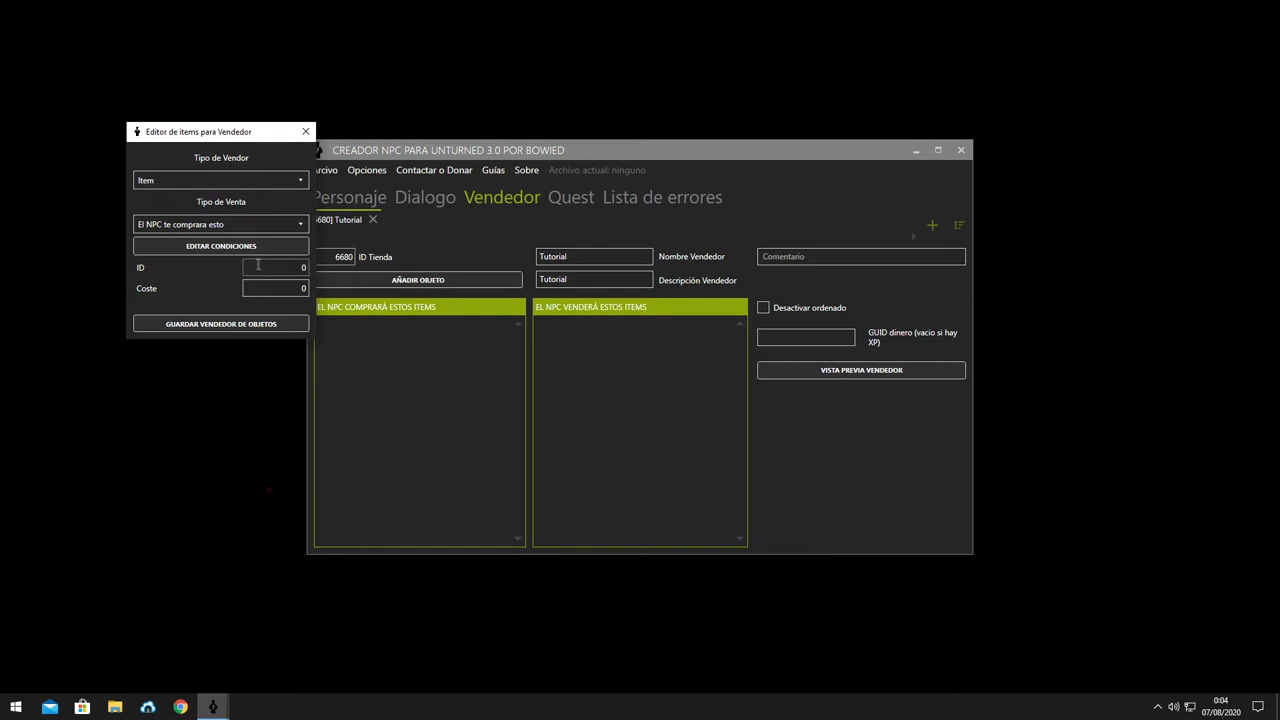 Editor de items para Vendedor
Tipo de Vendor
Item
Tipo de Venta
El NPC te comprara esto
EDITAR CONDICIONES
ID 0
Coste 0
GUARDAR VENDEDOR DE OBJETOS
CREADOR NPC PARA UNTURNED 3.0 POR BOWIED
rcivo Opciones Contactar o Donar Guías Sobre Archivo actual: ninguno
Personaje Dialogo Vendedor Quest Lista de errores
680] Tutorial
6680 ID Tienda
Tutorial Nombre Vendedor
Comentario
AÑADIR OBJETO
Tutorial Descripción Vendedor
EL NPC COMPRARÁ ESTOS ITEMS
EL NPC VENDERÁ ESTOS ITEMS
Desactivar ordenado
GUID dinero (vacio si hay
XP)
VISTA PREVIA VENDEDOR
0:04
07/08/2020